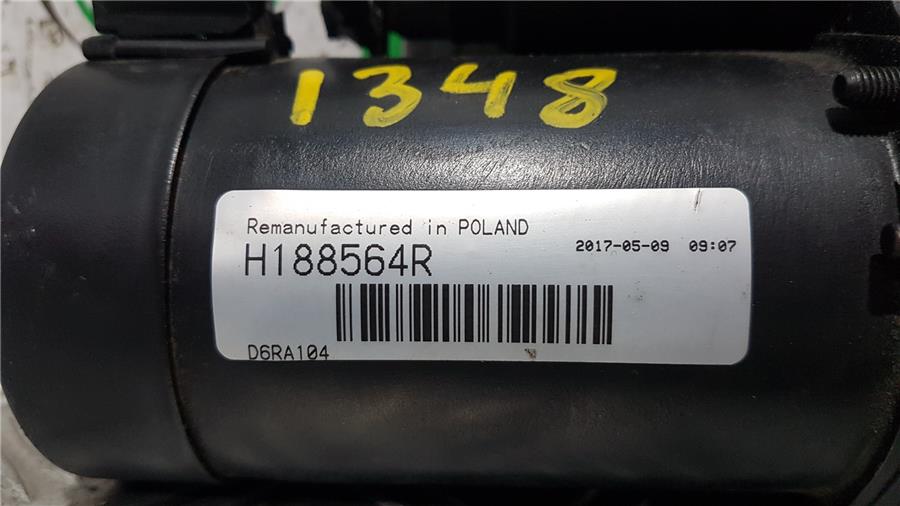 1348
Remanufactured in POLAND
2017-05-09 09:07
H188564R
D6RA104